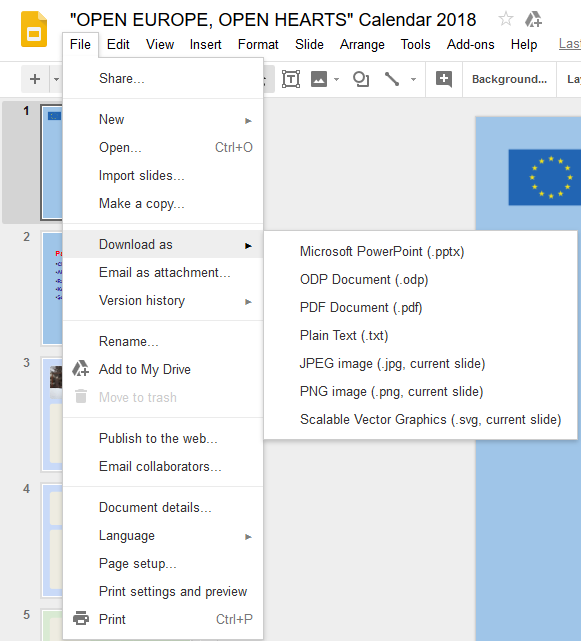 "OPEN EUROPE, OPEN HEARTS" Calendar 2018
File Edit View Insert Format Slide Arrange Tools Add-ons Help
Background...
Share...
New
Open... Ctrl+O
Import slides...
Make a copy...
Download as
Email as attachment...
Version history
Rename...
Add to My Drive
Move to trash
Publish to the web...
Email collaborators...
Document details...
Language
Page setup...
Print settings and preview
Print Ctrl+P
Microsoft PowerPoint (.pptx)
ODP Document (.odp)
PDF Document (.pdf)
Plain Text (.txt)
JPEG image (.jpg, current slide)
PNG image (.png, current slide)
Scalable Vector Graphics (.svg, current slide)
1
2
3
4
5